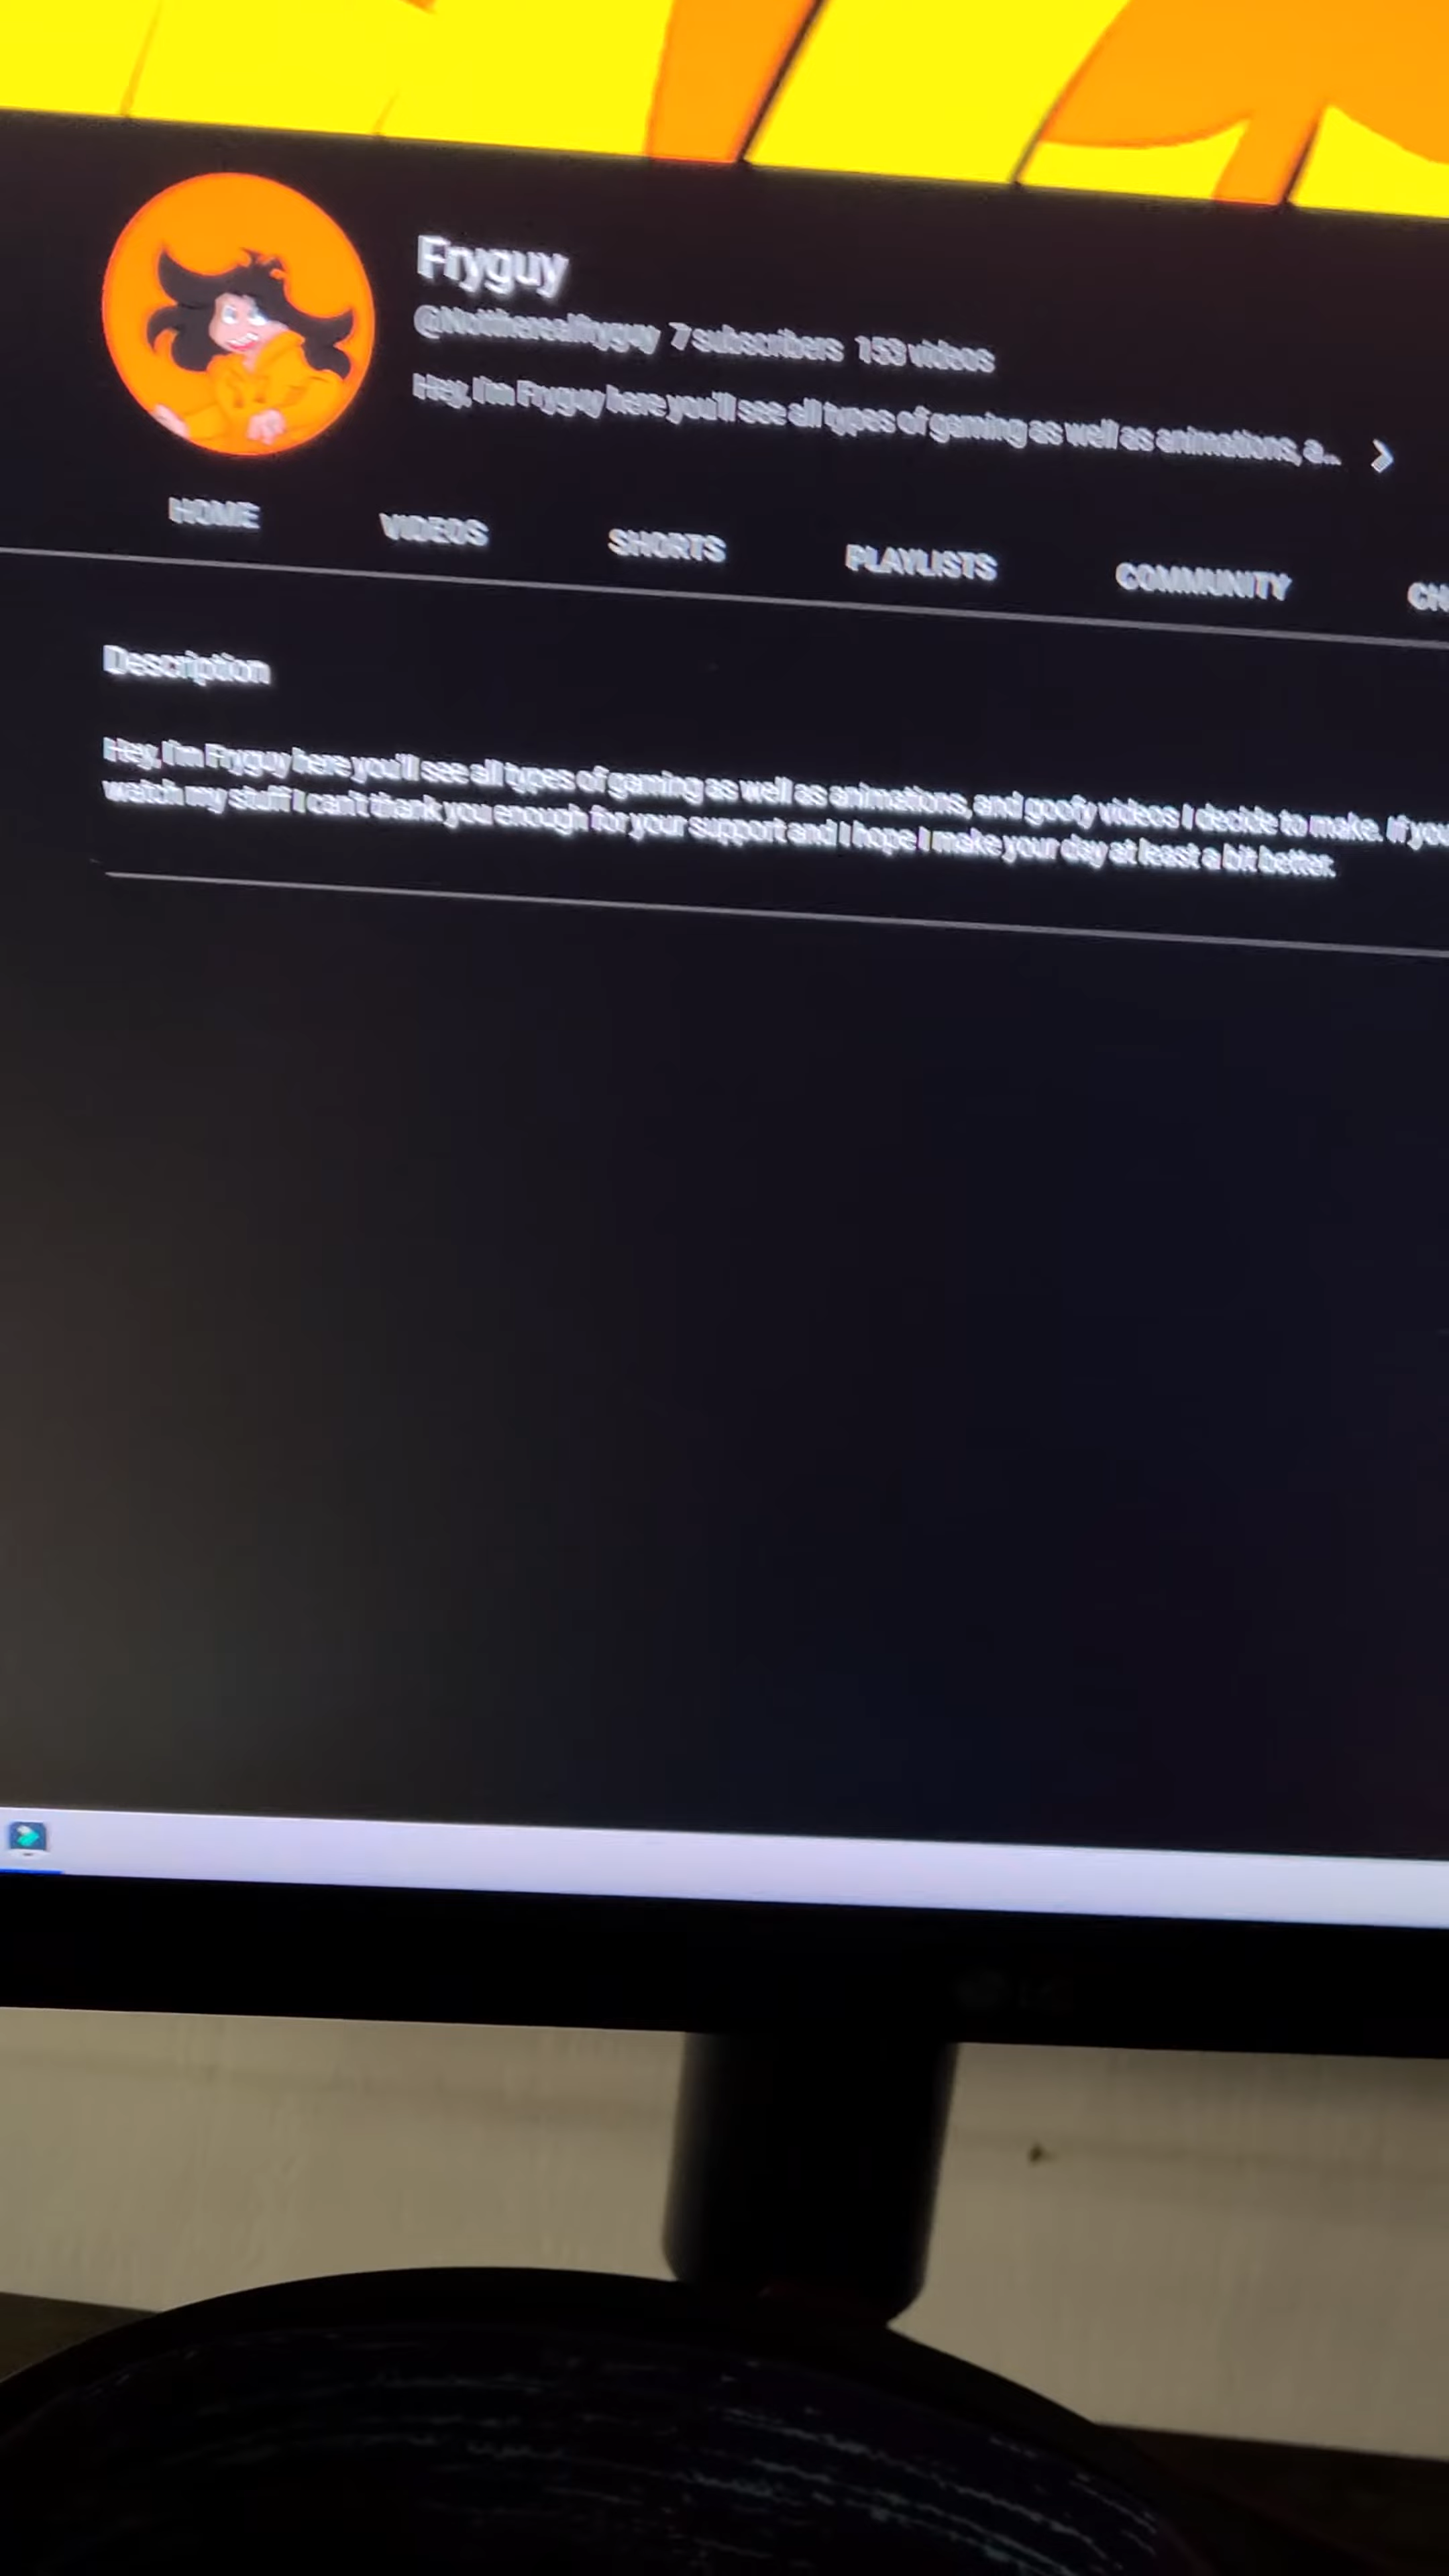 Fryguy
@Nottherealfryguy 7 subscribers 153 videos
Hey, I'm Fryguy here you'll see all types of gaming as well as animations, a...
HOME VIDEOS SHORTS PLAYLISTS COMMUNITY CH
Description
Hey, I'm Fryguy here you'll see all types of gaming as well as animations, and goofy videos I decide to make. If you
watch my stuff I can't thank you enough for your support and I hope I make your day at least a bit better.
LG